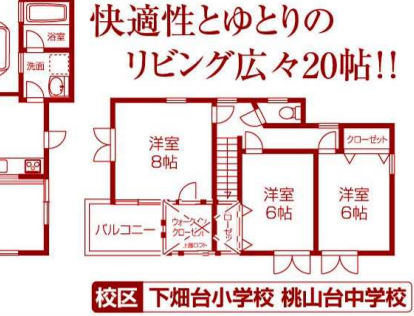 快適性とゆとりの
リビング広々20帖!!
浴室
洗面
クローゼット
洋室
8帖
洋室
6帖
洋室
6帖
バルコニー
ウォークイン
クローゼット
上部ロフト
クローゼット
校区 下畑台小学校 桃山台中学校